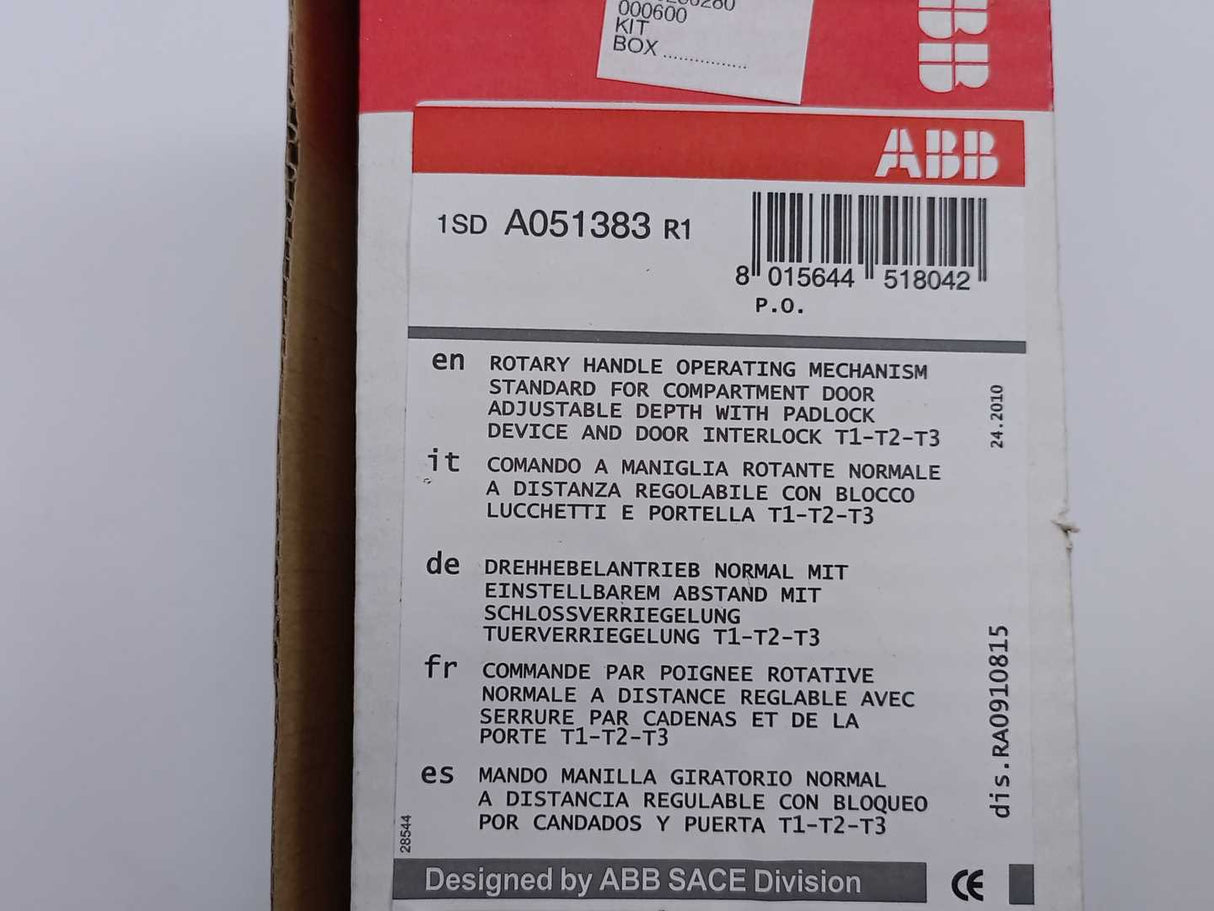 000600
KIT
BOX ................
ABB
ABB
1SD A051383 R1
8 015644 518042
P.O.
en ROTARY HANDLE OPERATING MECHANISM
STANDARD FOR COMPARTMENT DOOR
ADJUSTABLE DEPTH WITH PADLOCK
DEVICE AND DOOR INTERLOCK T1-T2-T3
24.2010
it COMANDO A MANIGLIA ROTANTE NORMALE
A DISTANZA REGOLABILE CON BLOCCO
LUCCHETTI E PORTELLA T1-T2-T3
de DREHHEBELANTRIEB NORMAL MIT
EINSTELLBAREM ABSTAND MIT
SCHLOSSVERRIEGELUNG
TUERVERRIEGELUNG T1-T2-T3
fr COMMANDE PAR POIGNEE ROTATIVE
NORMALE A DISTANCE REGLABLE AVEC
SERRURE PAR CADENAS ET DE LA
PORTE T1-T2-T3
dis.RA0910815
es MANDO MANILLA GIRATORIO NORMAL
A DISTANCIA REGULABLE CON BLOQUEO
POR CANDADOS Y PUERTA T1-T2-T3
28544
Designed by ABB SACE Division
CE